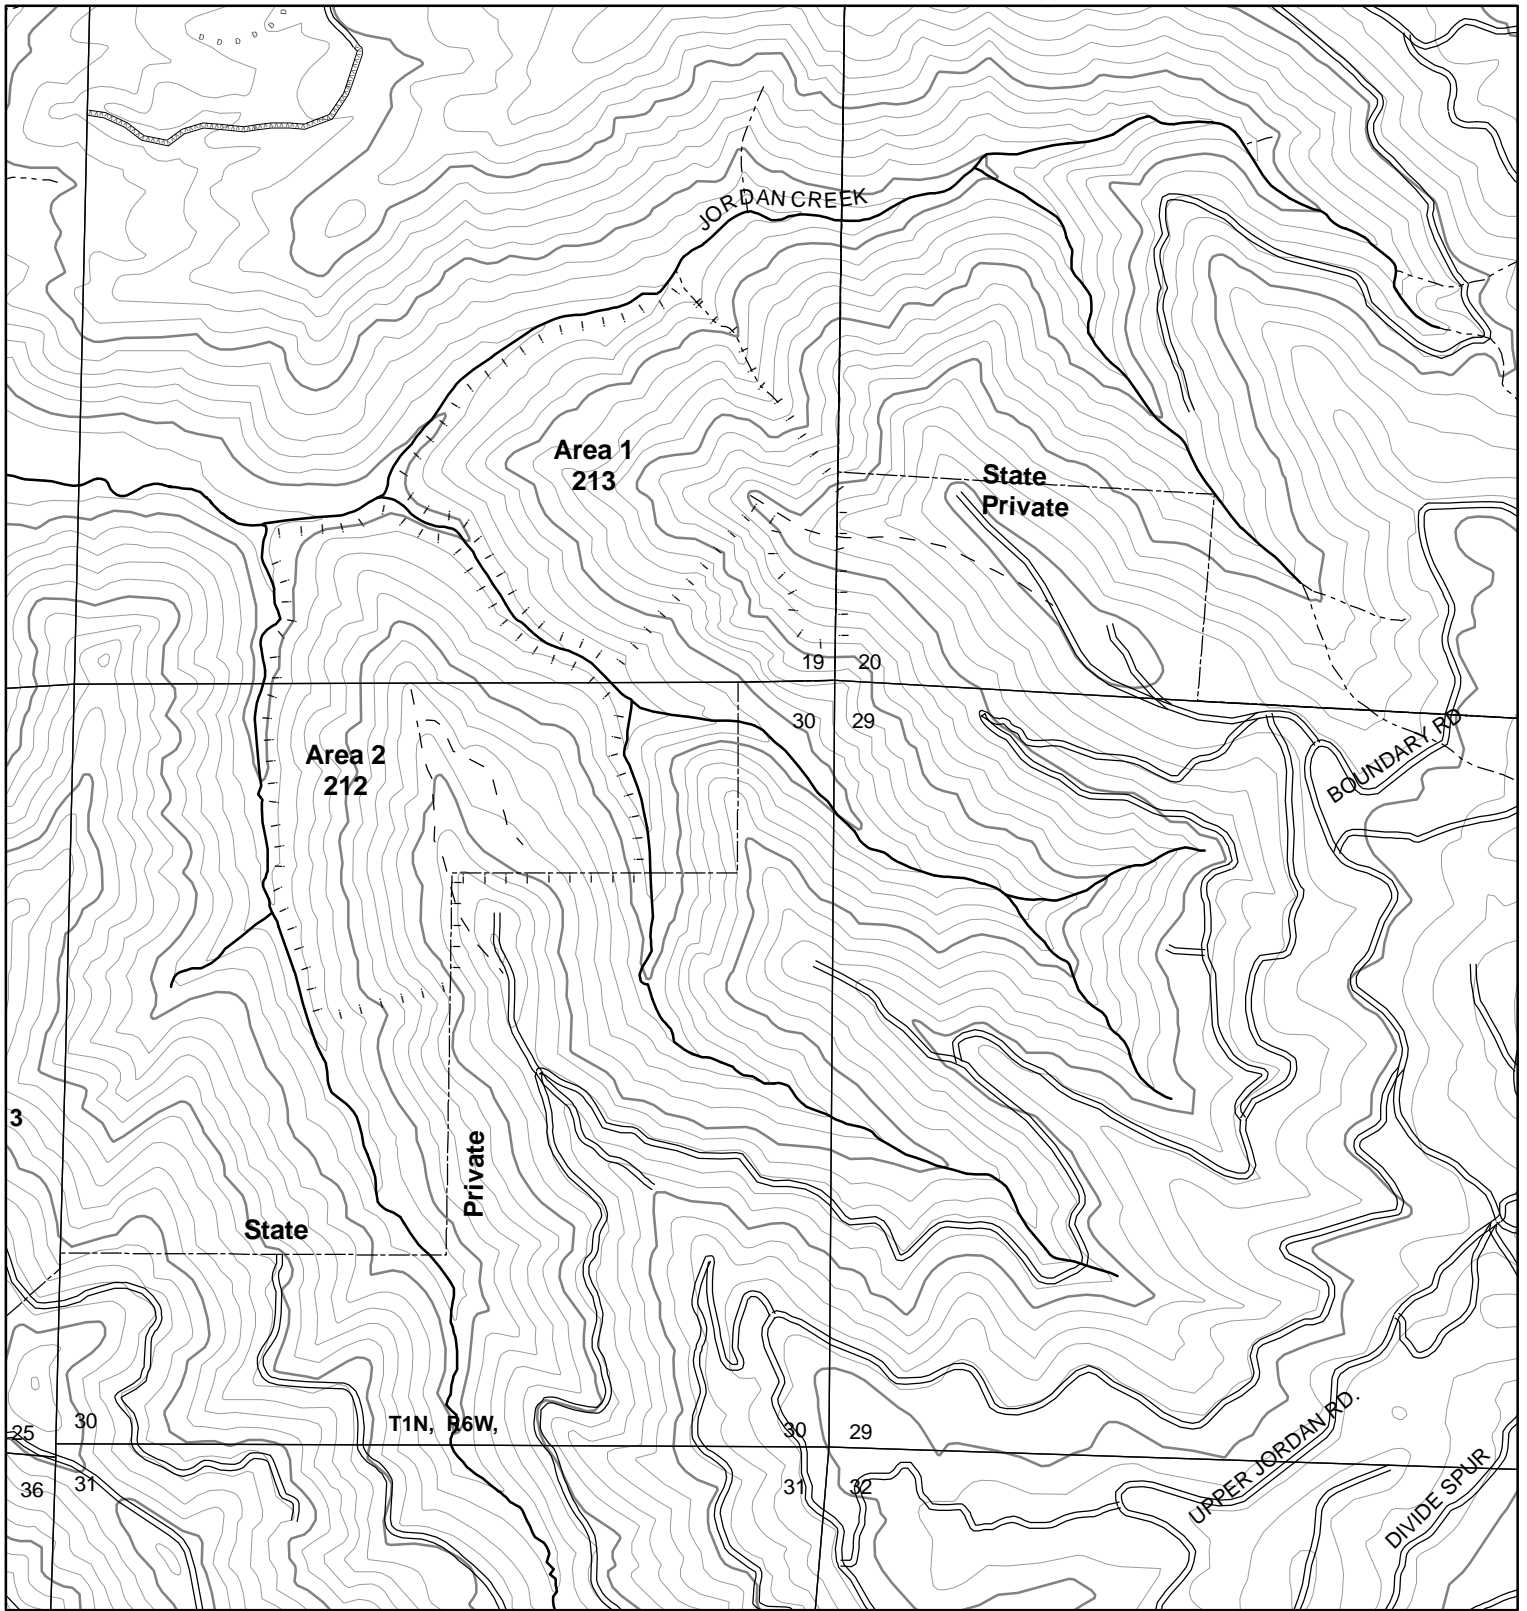 JORDAN CREEK
Area 1
213
State
Private
19
20
30
29
BOUNDARY RD
Area 2
212
3
Private
State
T1N, R6W,
25
30
30
29
36
31
31
32
UPPER JORDAN RD.
DIVIDE SPUR